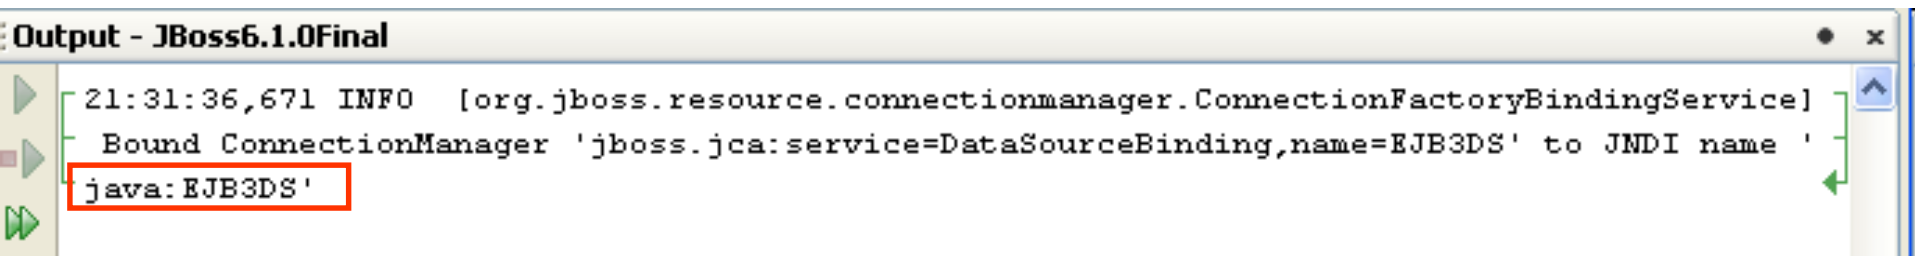 Output - JBoss6.1.0Final
21:31:36,671 INFO  [org.jboss.resource.connectionmanager.ConnectionFactoryBindingService]
Bound ConnectionManager 'jboss.jca:service=DataSourceBinding,name=EJB3DS' to JNDI name '
java:EJB3DS'